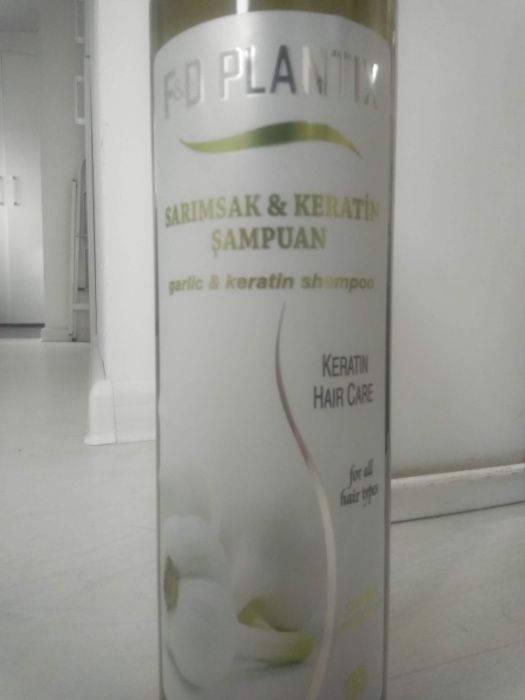 F&D PLANTIX
SARIMSAK & KERATİN
ŞAMPUAN
garlic & keratin shampoo
KERATIN
HAIR CARE
for all
hair types